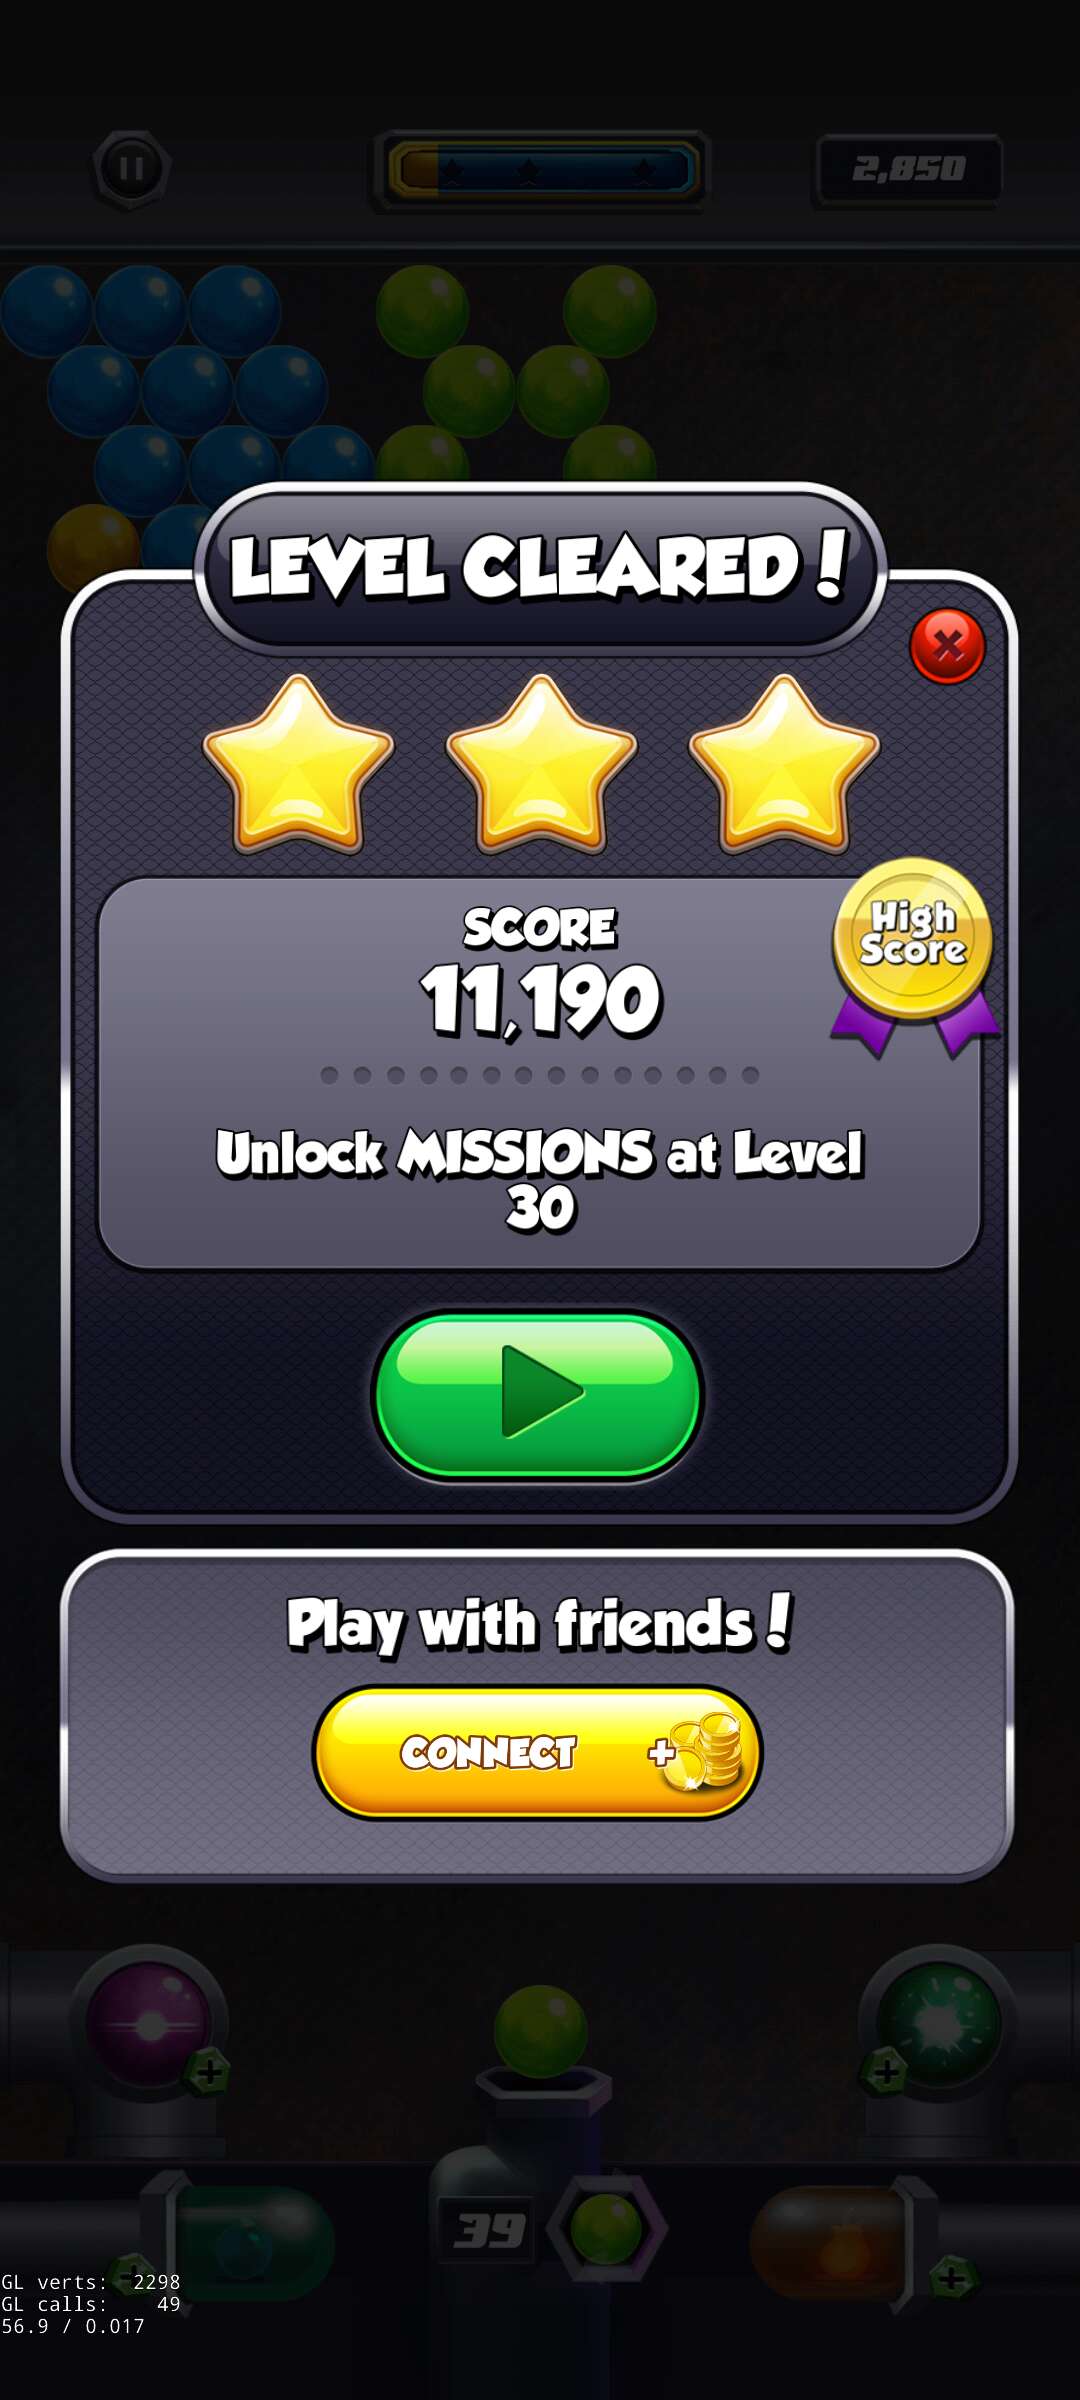 2,850
LEVEL CLEARED!
SCORE
11,190
High
Score
Unlock MISSIONS at Level
30
Play with friends!
CONNECT +
39
GL verts: 2298
GL calls: 49
56.9 / 0.017